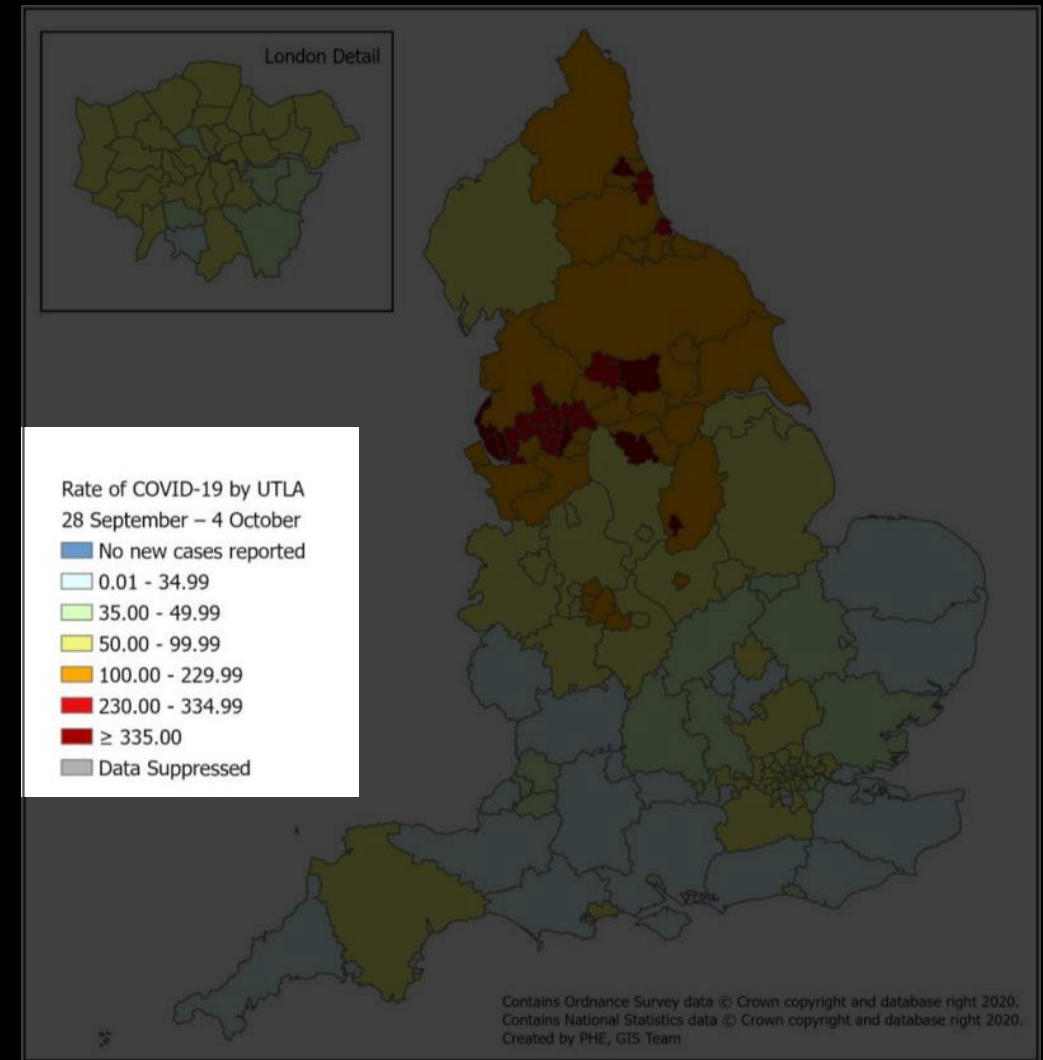 London Detail
Rate of COVID-19 by UTLA
28 September – 4 October
No new cases reported
0.01 - 34.99
35.00 - 49.99
50.00 - 99.99
100.00 - 229.99
230.00 - 334.99
≥ 335.00
Data Suppressed
Contains Ordnance Survey data © Crown copyright and database right 2020.
Contains National Statistics data © Crown copyright and database right 2020.
Created by PHE, GIS Team